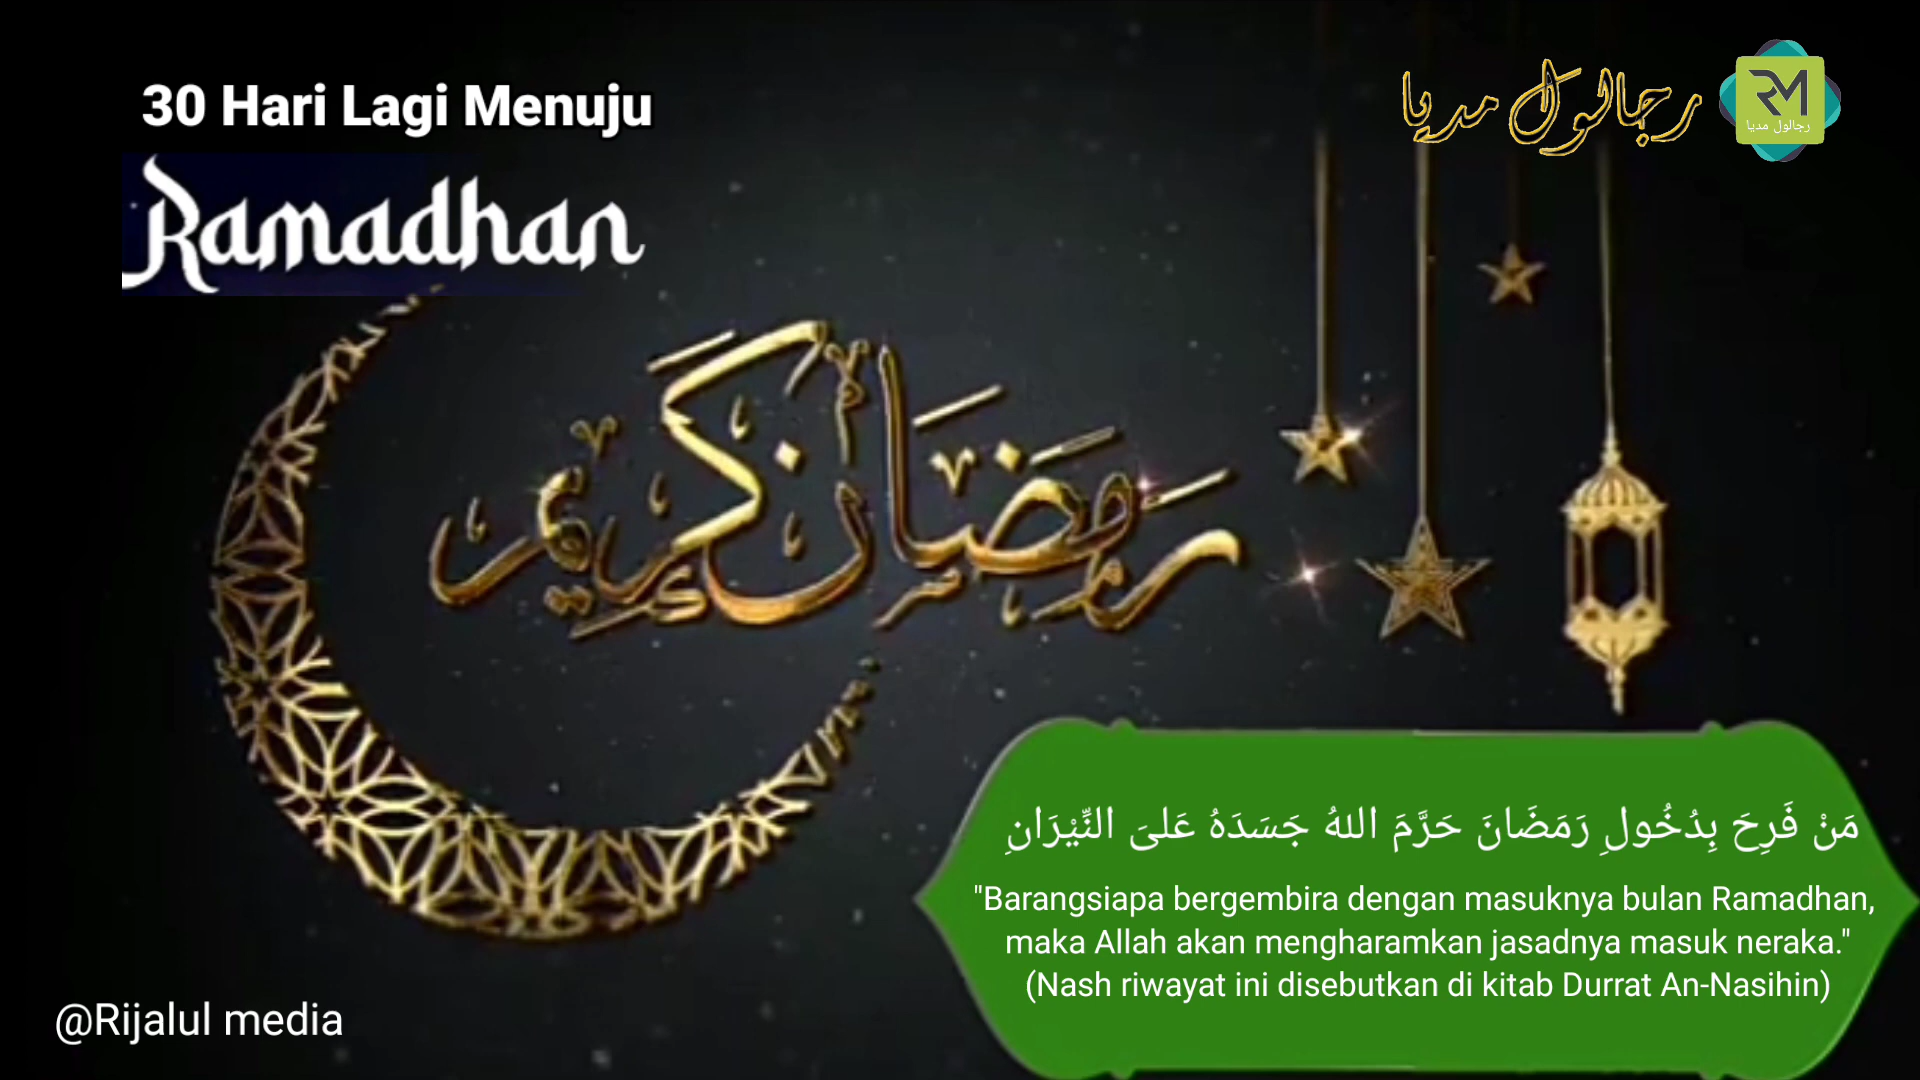 30 Hari Lagi Menuju
Ramadhan
رجالول مديا
RM
رجالول مديا
رمضان كريم
مَنْ فَرِحَ بِدُخُولِ رَمَضَانَ حَرَّمَ اللهُ جَسَدَهُ عَلىَ النِّيْرَانِ
"Barangsiapa bergembira dengan masuknya bulan Ramadhan,
maka Allah akan mengharamkan jasadnya masuk neraka."
(Nash riwayat ini disebutkan di kitab Durrat An-Nasihin)
@Rijalul media